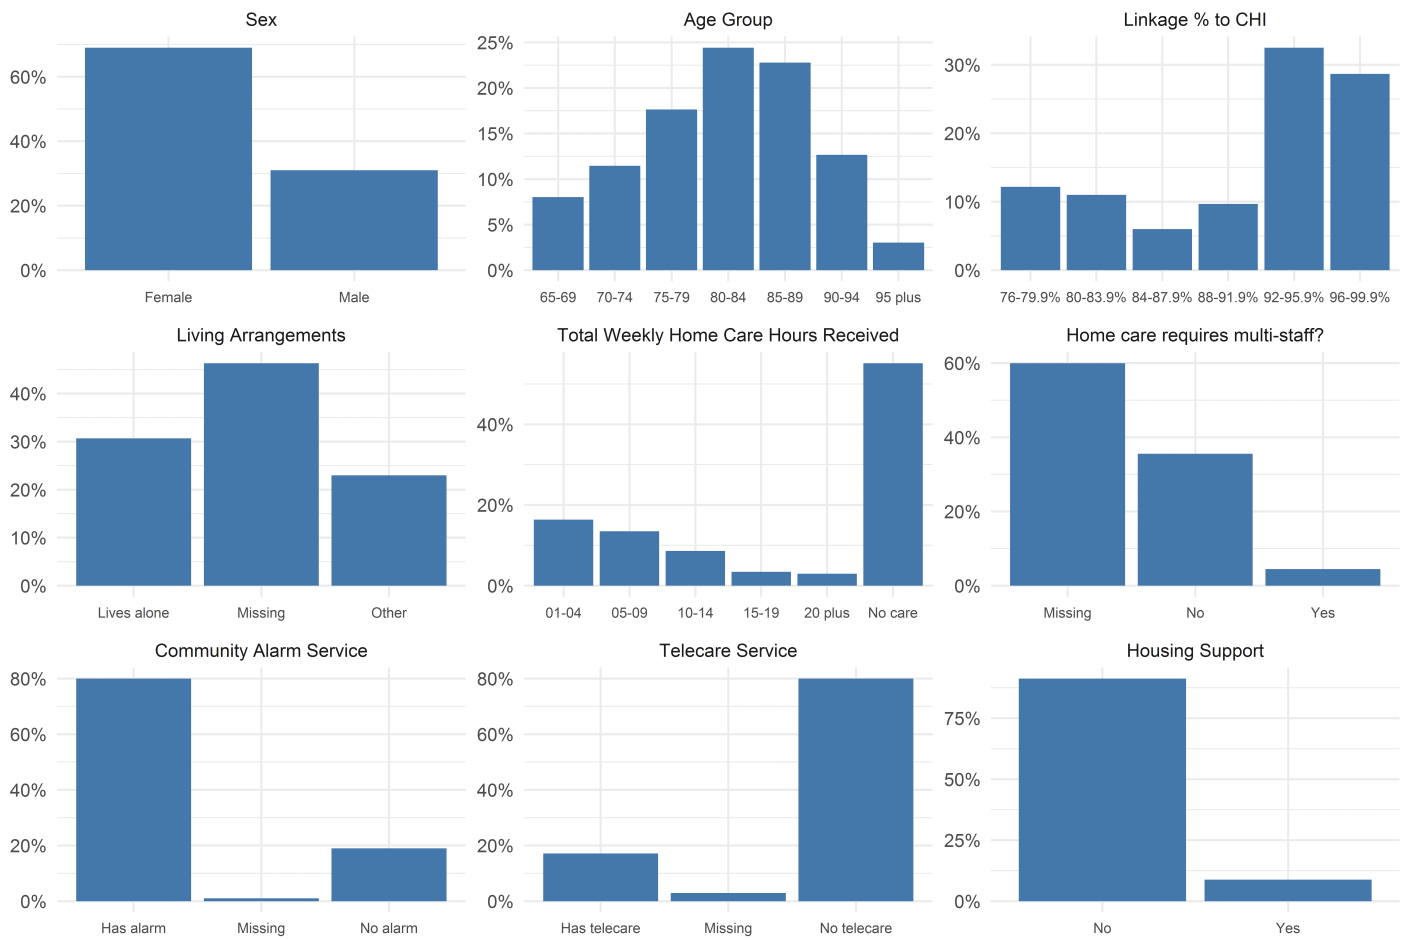 Sex
60%
40%
20%
0%
Female Male
Age Group
25%
20%
15%
10%
5%
0%
65-69 70-74 75-79 80-84 85-89 90-94 95 plus
Linkage % to CHI
30%
20%
10%
0%
76-79.9% 80-83.9% 84-87.9% 88-91.9% 92-95.9% 96-99.9%
Living Arrangements
40%
30%
20%
10%
0%
Lives alone Missing Other
Total Weekly Home Care Hours Received
40%
20%
0%
01-04 05-09 10-14 15-19 20 plus No care
Home care requires multi-staff?
60%
40%
20%
0%
Missing No Yes
Community Alarm Service
80%
60%
40%
20%
0%
Has alarm Missing No alarm
Telecare Service
80%
60%
40%
20%
0%
Has telecare Missing No telecare
Housing Support
75%
50%
25%
0%
No Yes